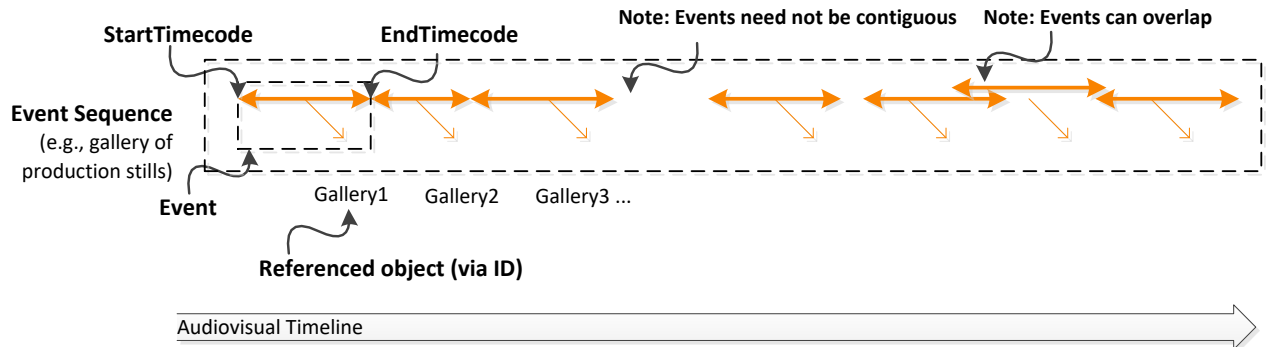 Note: Events need not be contiguous
Note: Events can overlap
StartTimecode
EndTimecode
Event Sequence
(e.g., gallery of
production stills)
Event
Gallery1
Gallery2
Gallery3 ...
Referenced object (via ID)
Audiovisual Timeline